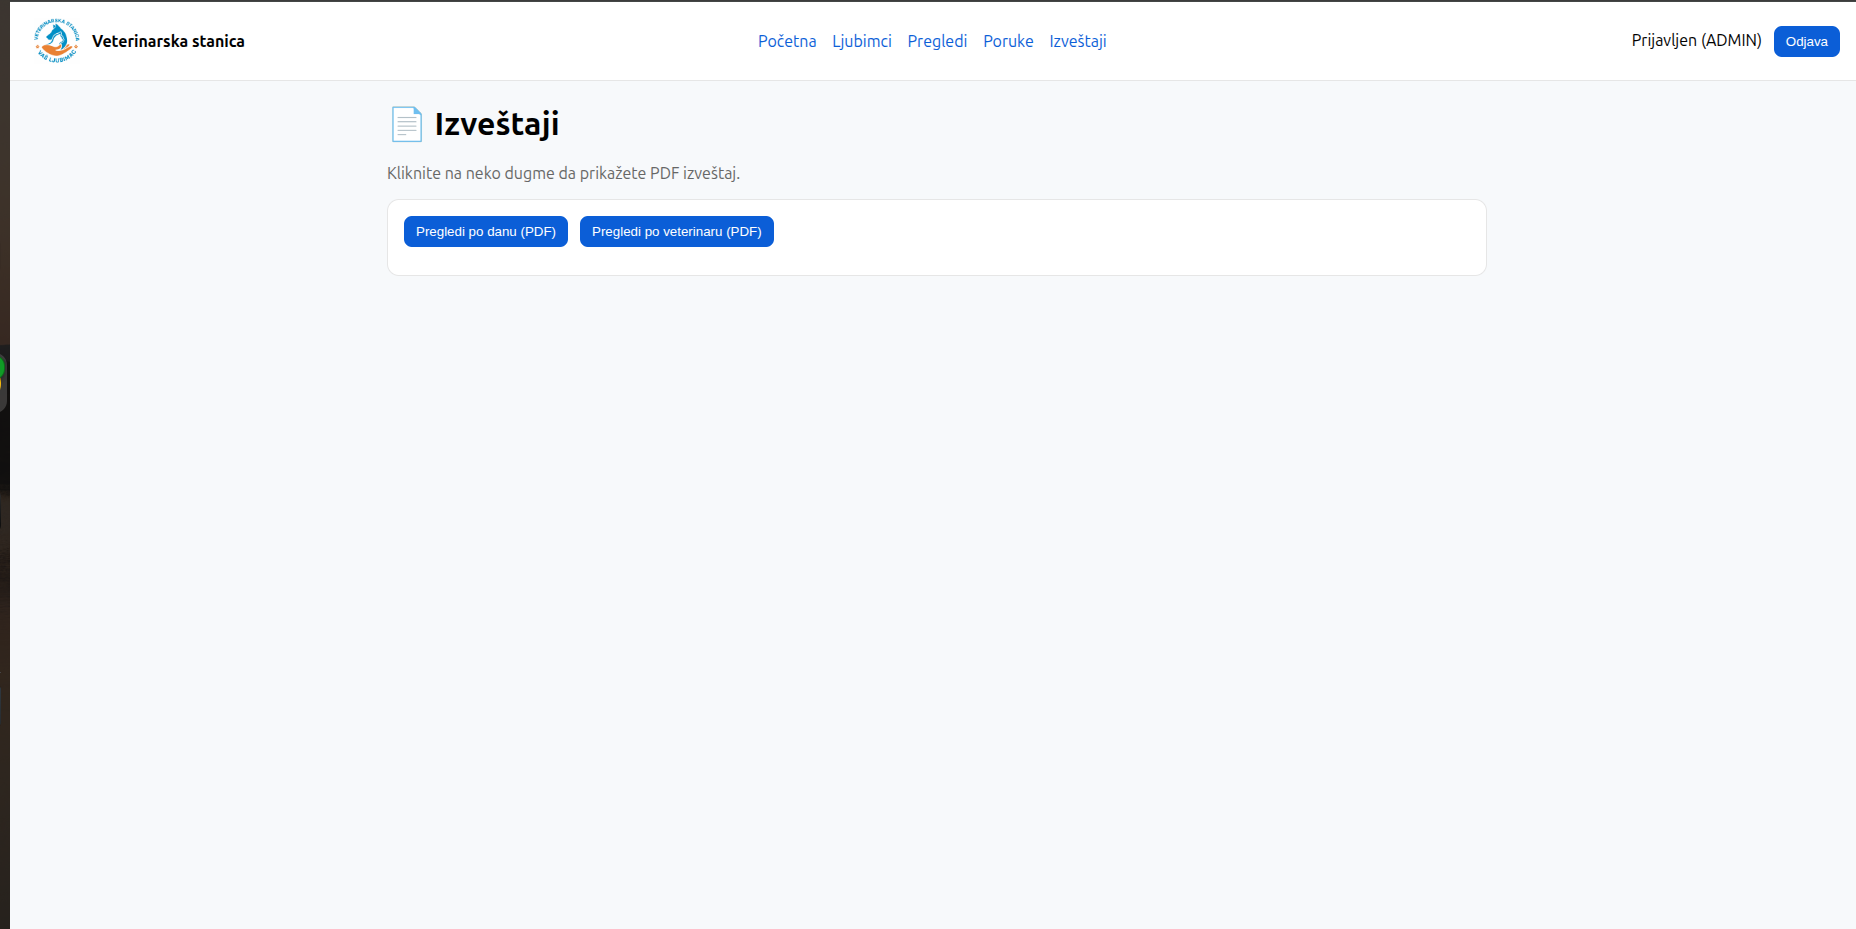 VETERINARSKA STANICA
VAŠ LJUBIMAC
Veterinarska stanica
Početna Ljubimci Pregledi Poruke Izveštaji
Prijavljen (ADMIN) Odjava
Izveštaji
Kliknite na neko dugme da prikažete PDF izveštaj.
Pregledi po danu (PDF) Pregledi po veterinaru (PDF)